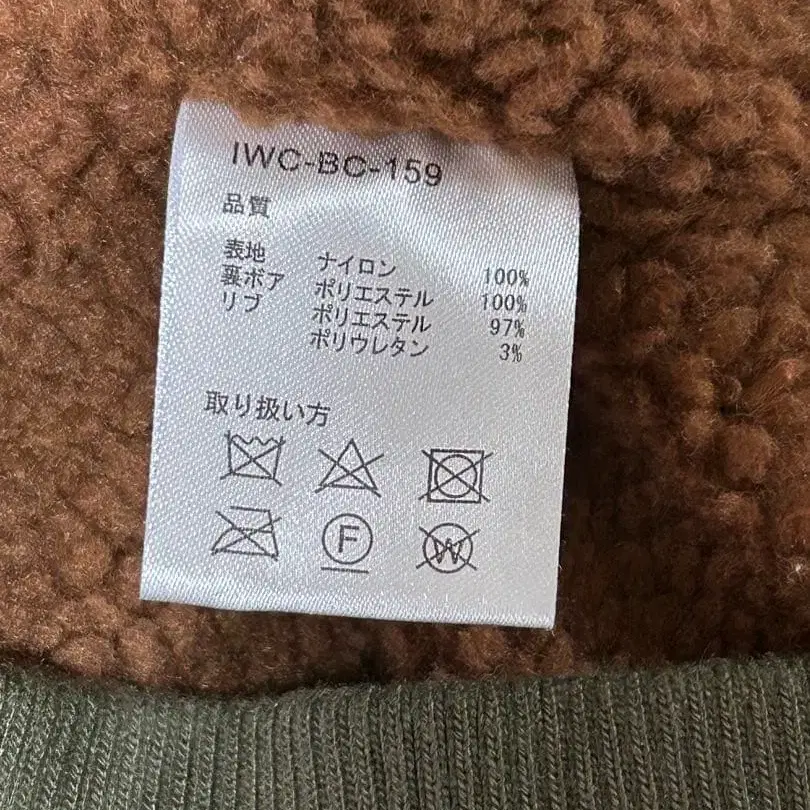 IWC-BC-159
品質
表地 ナイロン 100%
裏ボア ポリエステル 100%
リブ ポリエステル 97%
ポリウレタン 3%
取り扱い方
F W